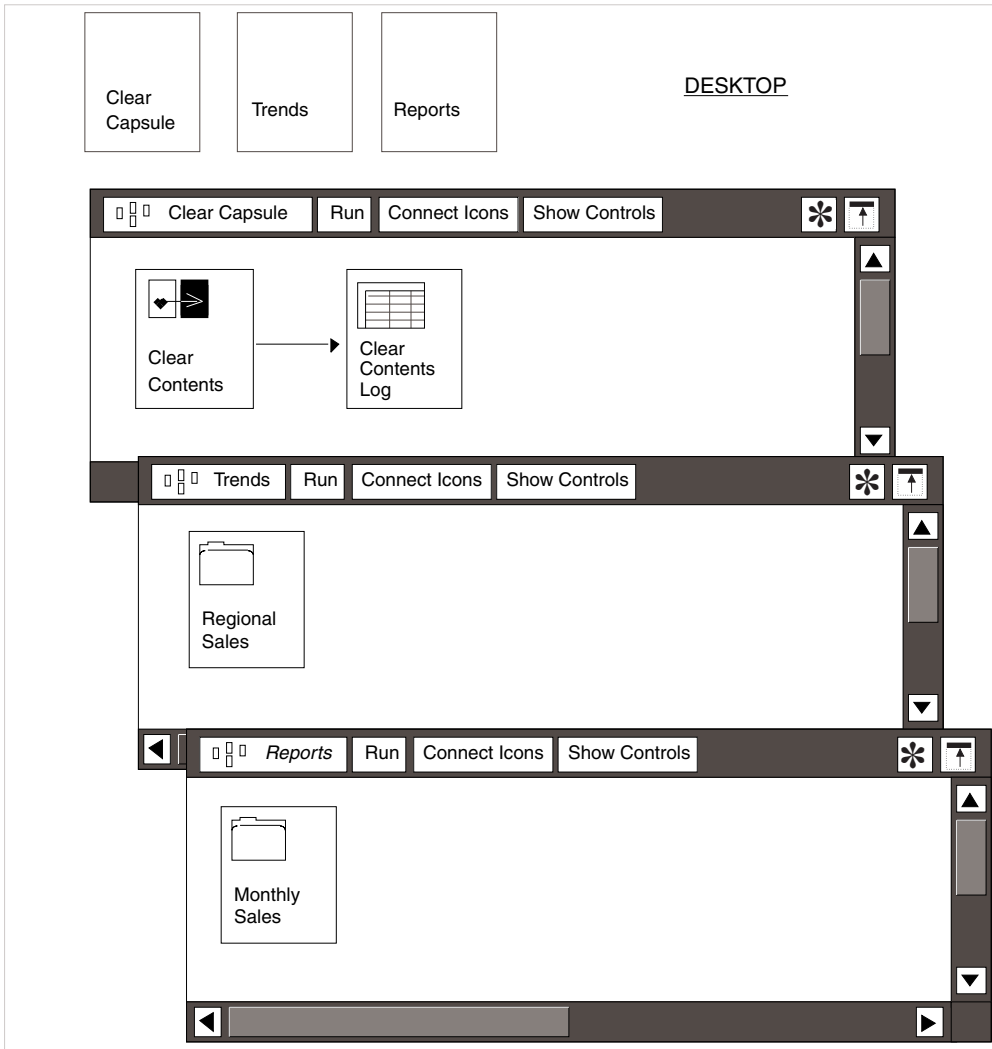 DESKTOP
Clear
Capsule
Trends
Reports
Clear Capsule Run Connect Icons Show Controls
Clear
Contents
Clear
Contents
Log
Trends Run Connect Icons Show Controls
Regional
Sales
Reports Run Connect Icons Show Controls
Monthly
Sales